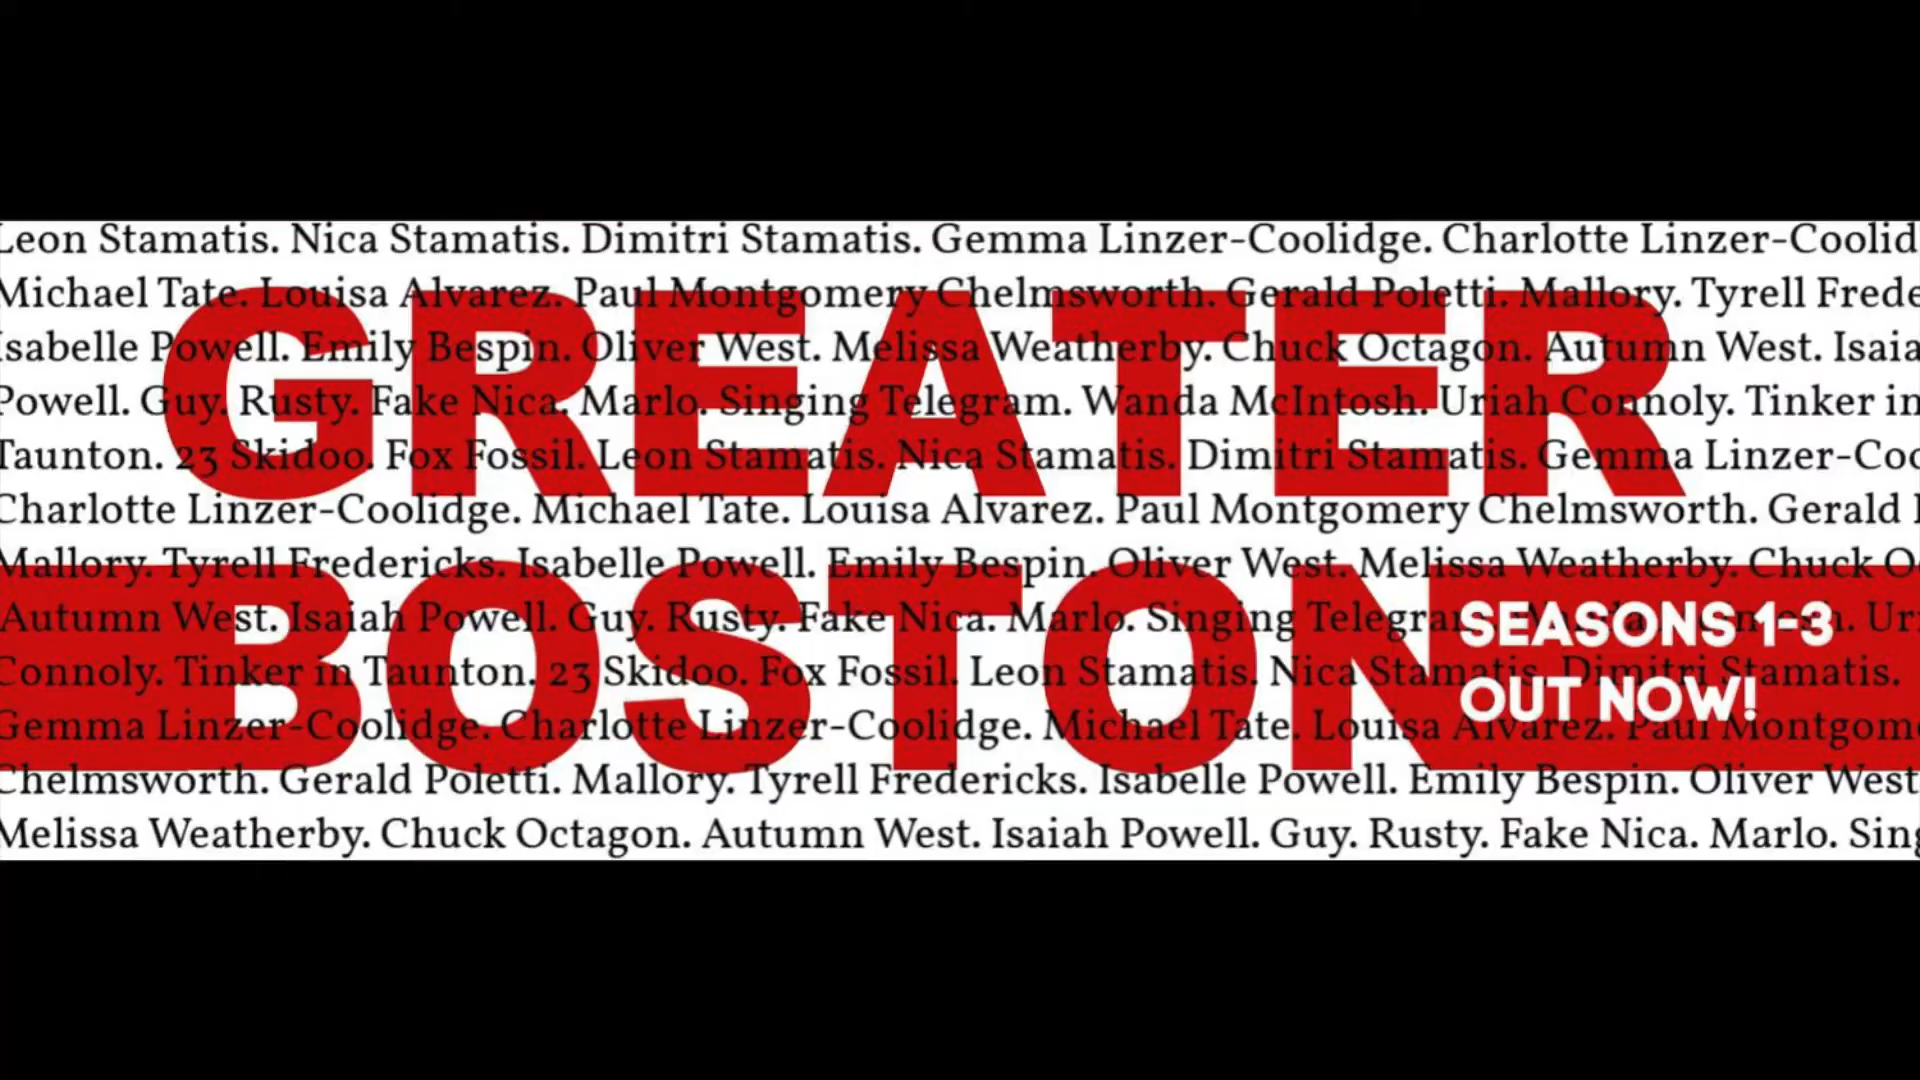 Leon Stamatis. Nica Stamatis. Dimitri Stamatis. Gemma Linzer-Coolidge. Charlotte Linzer-Coolid
Michael Tate. Louisa Alvarez. Paul Montgomery Chelmsworth. Gerald Poletti. Mallory. Tyrell Frede
Isabelle Powell. Emily Bespin. Oliver West. Melissa Weatherby. Chuck Octagon. Autumn West. Isaia
Powell. Guy. Rusty. Fake Nica. Marlo. Singing Telegram. Wanda McIntosh. Uriah Connoly. Tinker in
Taunton. 23 Skidoo. Fox Fossil. Leon Stamatis. Nica Stamatis. Dimitri Stamatis. Gemma Linzer-Coo
GREATER
Charlotte Linzer-Coolidge. Michael Tate. Louisa Alvarez. Paul Montgomery Chelmsworth. Gerald
Mallory. Tyrell Fredericks. Isabelle Powell. Emily Bespin. Oliver West. Melissa Weatherby. Chuck O
Autumn West. Isaiah Powell. Guy. Rusty. Fake Nica. Marlo. Singing Telegra
BOSTON
SEASONS 1-3
OUT NOW!
Connoly. Tinker in Taunton. 23 Skidoo. Fox Fossil. Leon Stamatis. Nica Stamatis. Dimitri Stamatis.
Gemma Linzer-Coolidge. Charlotte Linzer-Coolidge. Michael Tate. Louisa Alvarez. Paul Montgom
Chelmsworth. Gerald Poletti. Mallory. Tyrell Fredericks. Isabelle Powell. Emily Bespin. Oliver West
Melissa Weatherby. Chuck Octagon. Autumn West. Isaiah Powell. Guy. Rusty. Fake Nica. Marlo. Sing